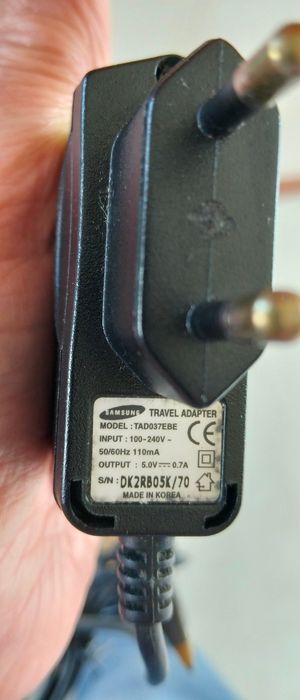 SAMSUNG TRAVEL ADAPTER
MODEL : TAD037EBE
INPUT : 100-240V ~
50/60Hz 110mA
OUTPUT : 5.0V ⎓ 0.7A
S/N : DK2RB05K/70
MADE IN KOREA
CE